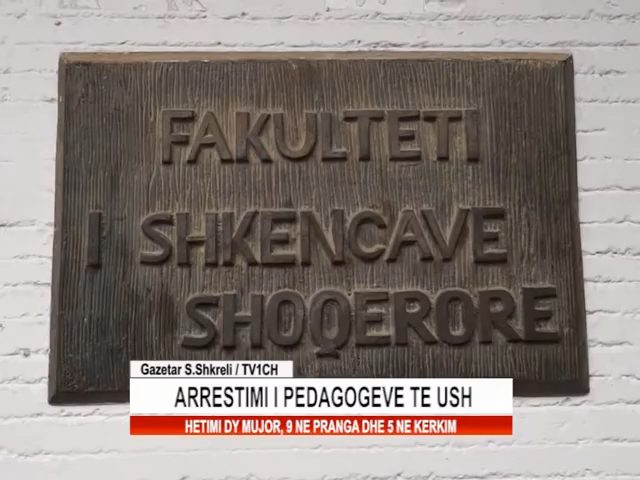 FAKULTETI
I SHKENCAVE
SHOQERORE
Gazetar S.Shkreli / TV1CH
ARRESTIMI I PEDAGOGEVE TE USH
HETIMI DY MUJOR, 9 NE PRANGA DHE 5 NE KERKIM